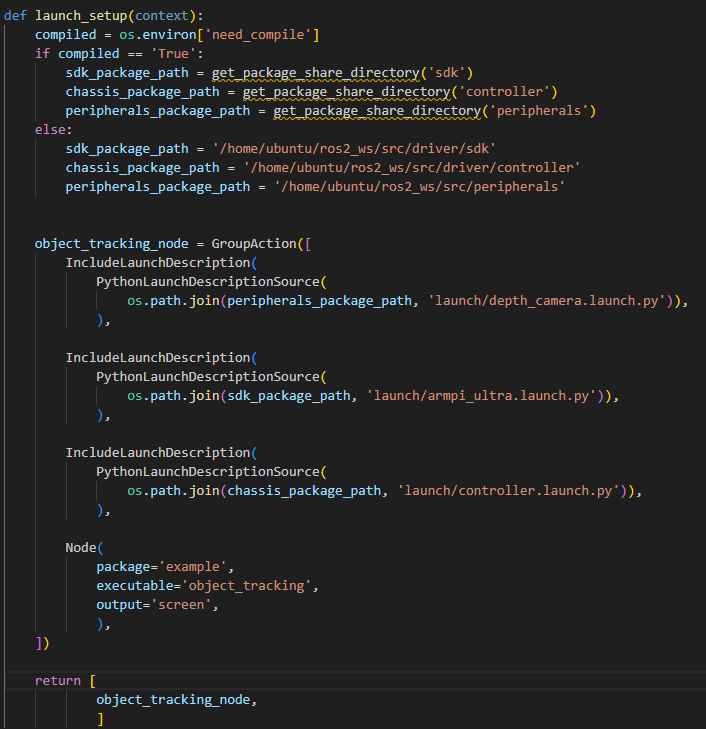 def launch_setup(context):
    compiled = os.environ['need_compile']
    if compiled == 'True':
        sdk_package_path = get_package_share_directory('sdk')
        chassis_package_path = get_package_share_directory('controller')
        peripherals_package_path = get_package_share_directory('peripherals')
    else:
        sdk_package_path = '/home/ubuntu/ros2_ws/src/driver/sdk'
        chassis_package_path = '/home/ubuntu/ros2_ws/src/driver/controller'
        peripherals_package_path = '/home/ubuntu/ros2_ws/src/peripherals'
    object_tracking_node = GroupAction([
        IncludeLaunchDescription(
            PythonLaunchDescriptionSource(
                os.path.join(peripherals_package_path, 'launch/depth_camera.launch.py')),
            ),
        IncludeLaunchDescription(
            PythonLaunchDescriptionSource(
                os.path.join(sdk_package_path, 'launch/armpi_ultra.launch.py')),
            ),
        IncludeLaunchDescription(
            PythonLaunchDescriptionSource(
                os.path.join(chassis_package_path, 'launch/controller.launch.py')),
            ),
        Node(
            package='example',
            executable='object_tracking',
            output='screen',
            ),
    ])
    return [
            object_tracking_node,
            ]